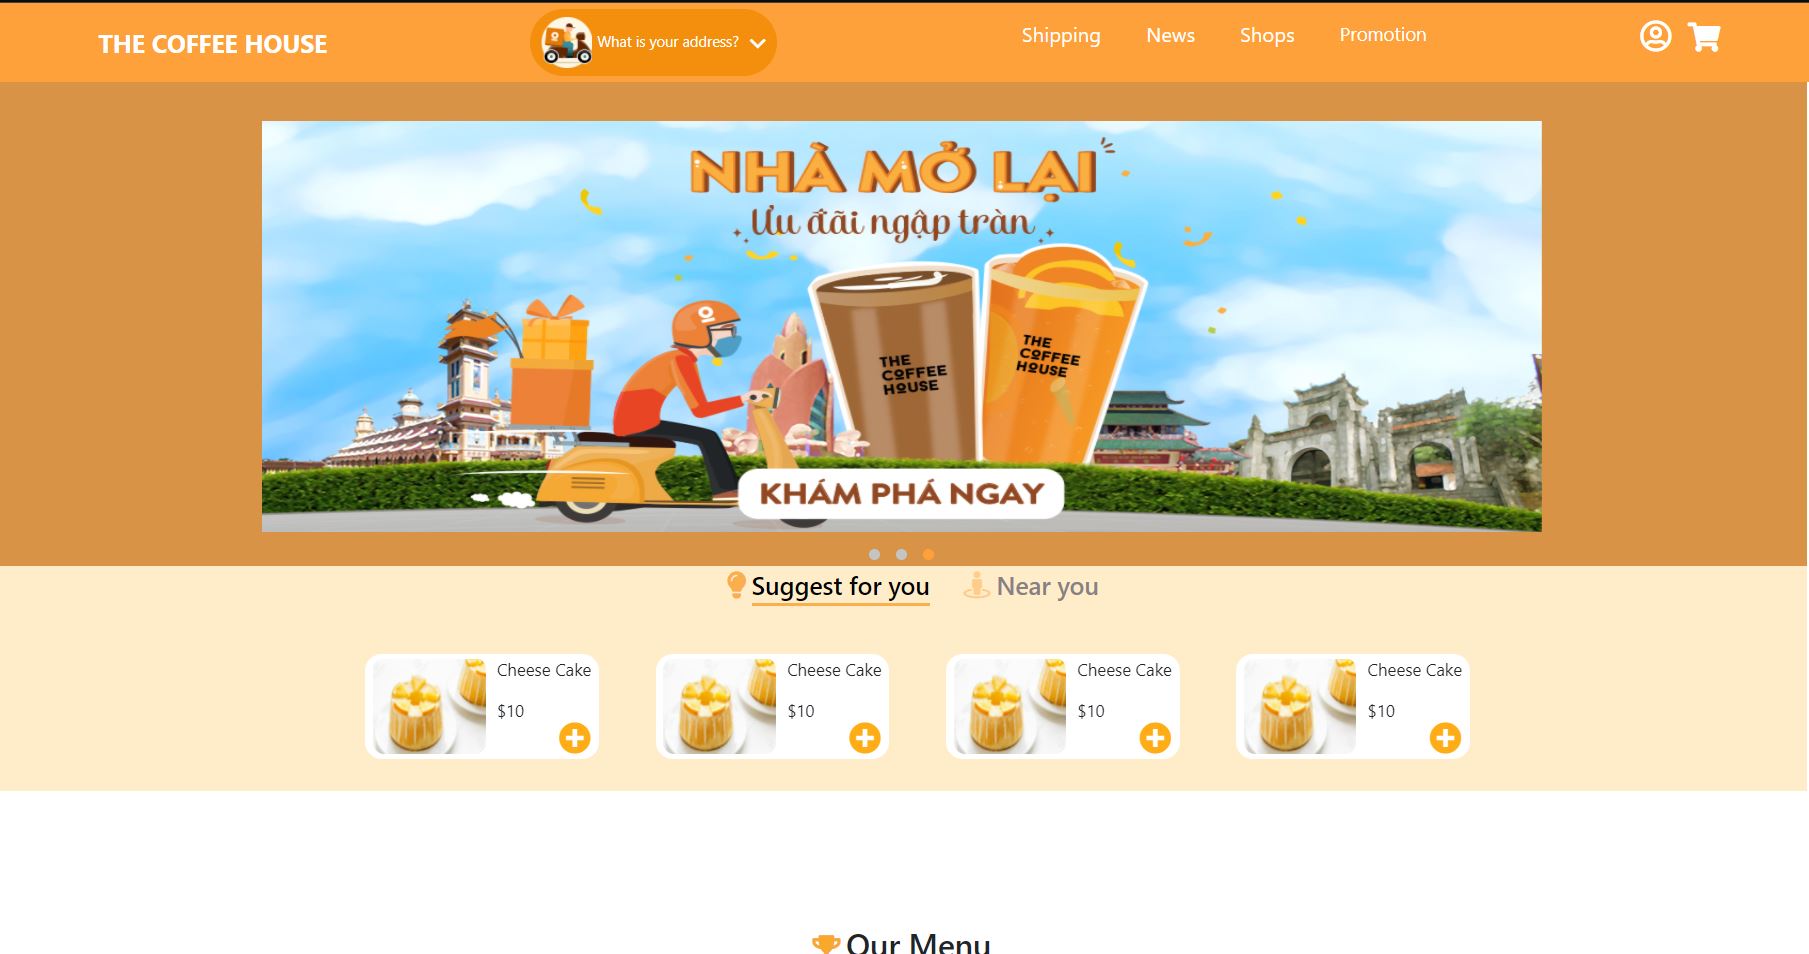 THE COFFEE HOUSE
What is your address?
Shipping
News
Shops
Promotion
NHÀ MỞ LẠI
Ưu đãi ngập tràn
THE
COFFEE
HOUSE
THE
COFFEE
HOUSE
KHÁM PHÁ NGAY
Suggest for you
Near you
Cheese Cake
$10
Cheese Cake
$10
Cheese Cake
$10
Cheese Cake
$10
Our Menu